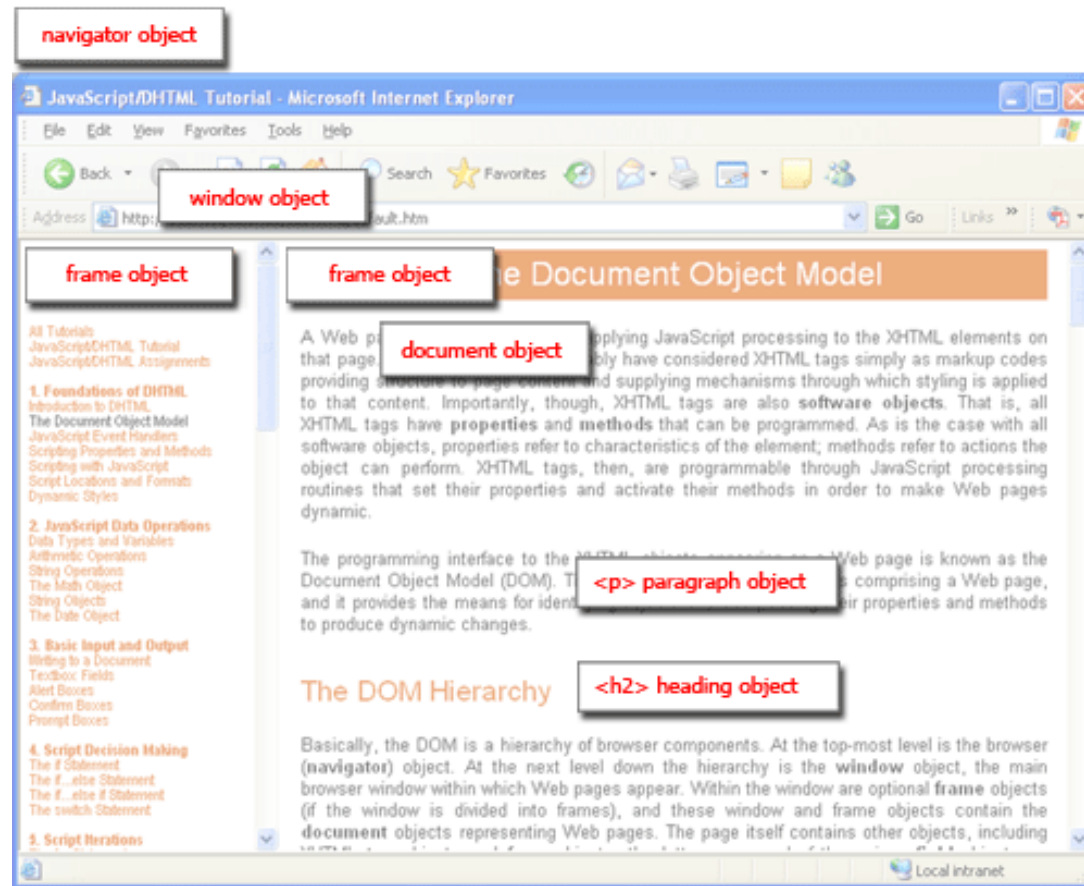 navigator object
JavaScript/DHTML Tutorial - Microsoft Internet Explorer
File Edit View Favorites Tools Help
Back Search Favorites
window object
Address http:/ ault.htm Go Links »
frame object
All Tutorials
JavaScript/DHTML Tutorial
JavaScript/DHTML Assignments
1. Foundations of DHTML
Introduction to DHTML
The Document Object Model
JavaScript Event Handlers
Scripting Properties and Methods
Scripting with JavaScript
Script Locations and Formats
Dynamic Styles
2. JavaScript Data Operations
Data Types and Variables
Arithmetic Operations
String Operations
The Math Object
String Objects
The Date Object
3. Basic Input and Output
Writing to a Document
Textbox Fields
Alert Boxes
Confirm Boxes
Prompt Boxes
4. Script Decision Making
The if Statement
The if...else Statement
The if...else if Statement
The switch Statement
5. Script Iterations
frame object
e Document Object Model
A Web p pplying JavaScript processing to the XHTML elements on
document object
that page. bly have considered XHTML tags simply as markup codes
providing structure to page content and supplying mechanisms through which styling is applied
to that content. Importantly, though, XHTML tags are also software objects. That is, all
XHTML tags have properties and methods that can be programmed. As is the case with all
software objects, properties refer to characteristics of the element; methods refer to actions the
object can perform. XHTML tags, then, are programmable through JavaScript processing
routines that set their properties and activate their methods in order to make Web pages
dynamic.
The programming interface to the XHTML objects appearing on a Web page is known as the
<p> paragraph object
Document Object Model (DOM). T s comprising a Web page,
and it provides the means for ident eir properties and methods
to produce dynamic changes.
The DOM Hierarchy
<h2> heading object
Basically, the DOM is a hierarchy of browser components. At the top-most level is the browser
(navigator) object. At the next level down the hierarchy is the window object, the main
browser window within which Web pages appear. Within the window are optional frame objects
(if the window is divided into frames), and these window and frame objects contain the
document objects representing Web pages. The page itself contains other objects, including
Local intranet